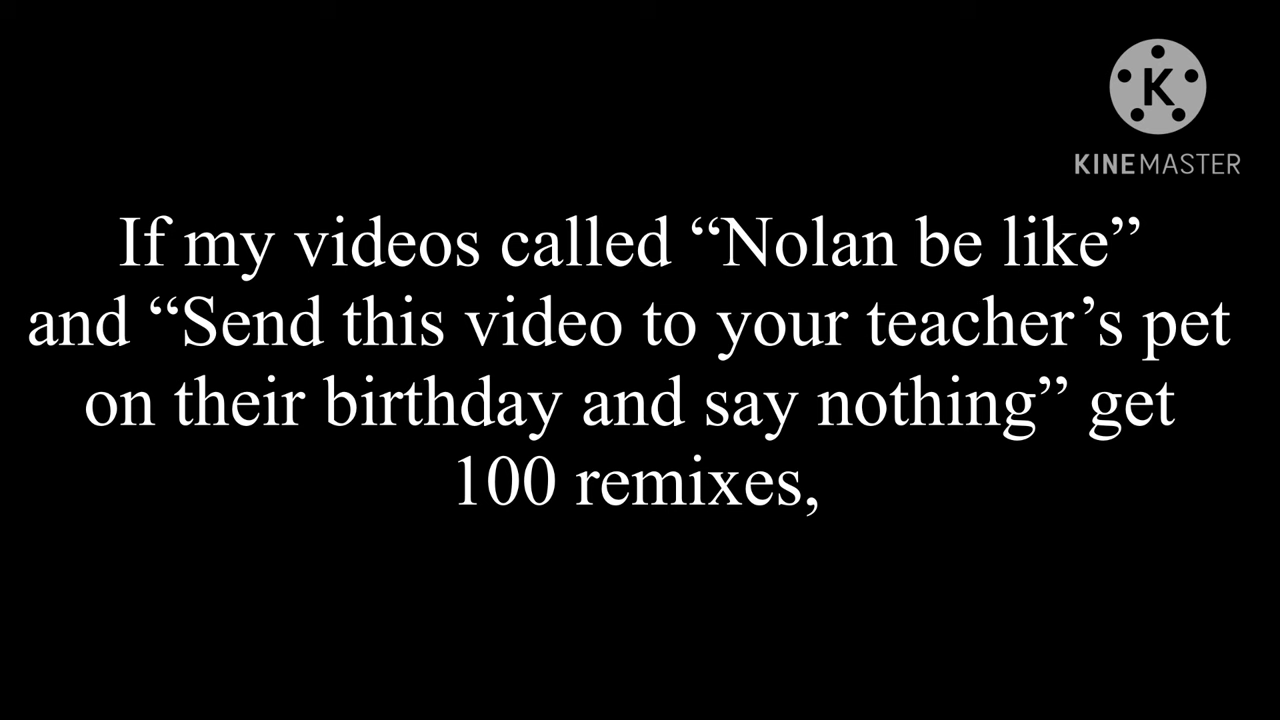 K
KINEMASTER
If my videos called “Nolan be like”
and “Send this video to your teacher’s pet
on their birthday and say nothing” get
100 remixes,